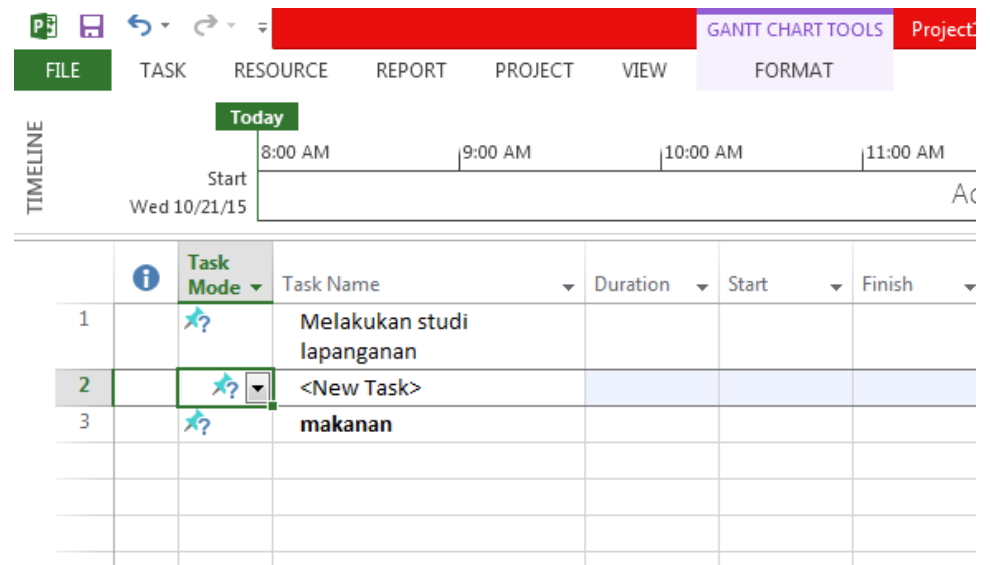 GANTT CHART TOOLS Project1
FILE TASK RESOURCE REPORT PROJECT VIEW FORMAT
TIMELINE
Today
8:00 AM 9:00 AM 10:00 AM 11:00 AM
Start
Wed 10/21/15
Task Mode Task Name Duration Start Finish
1 Melakukan studi
lapanganan
2 <New Task>
3 makanan